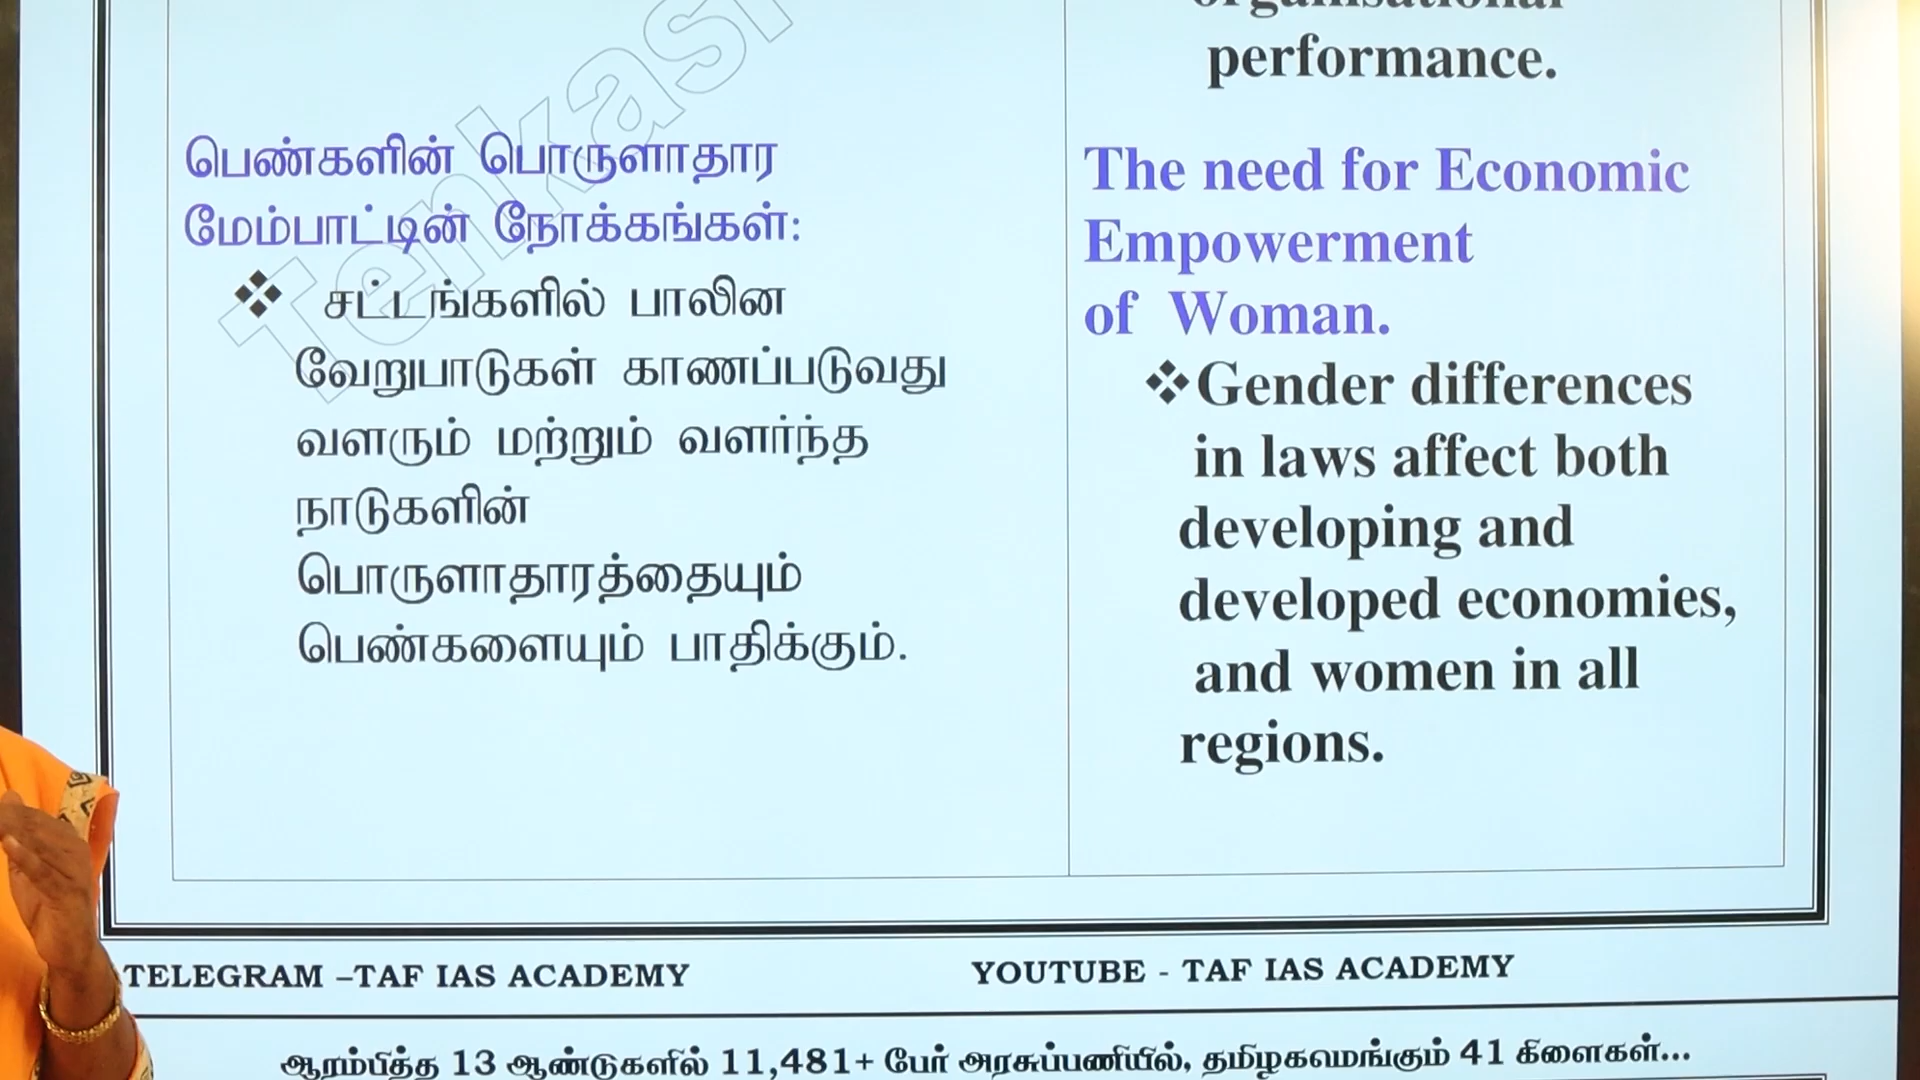 organisational
performance.
பெண்களின் பொருளாதார
மேம்பாட்டின் நோக்கங்கள்:
❖ சட்டங்களில் பாலின
வேறுபாடுகள் காணப்படுவது
வளரும் மற்றும் வளர்ந்த
நாடுகளின்
பொருளாதாரத்தையும்
பெண்களையும் பாதிக்கும்.
The need for Economic
Empowerment
of Woman.
❖Gender differences
in laws affect both
developing and
developed economies,
and women in all
regions.
Tenkasi
TELEGRAM –TAF IAS ACADEMY
YOUTUBE - TAF IAS ACADEMY
ஆரம்பித்த 13 ஆண்டுகளில் 11,481+ பேர் அரசுப்பணியில், தமிழகமெங்கும் 41 கிளைகள்...